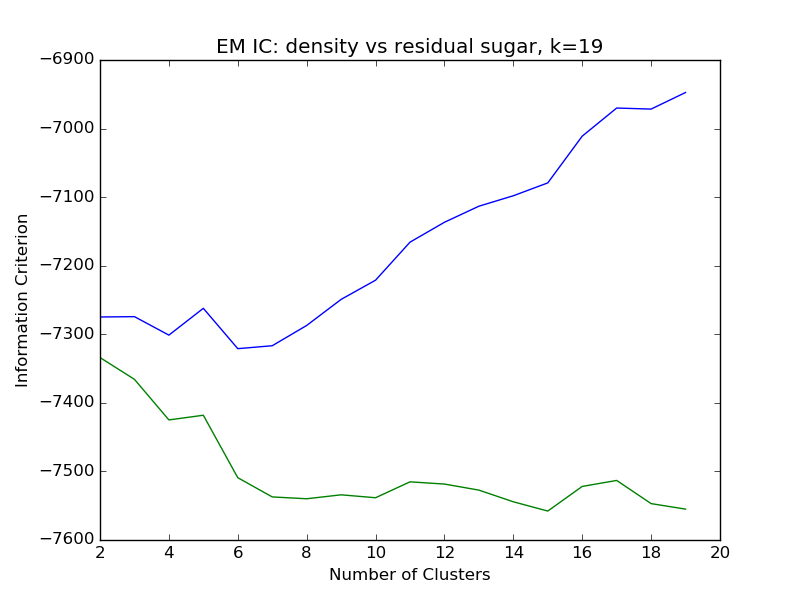 EM IC: density vs residual sugar, k=19
−6900
−7000
−7100
−7200
−7300
−7400
−7500
−7600
Information Criterion
2 4 6 8 10 12 14 16 18 20
Number of Clusters